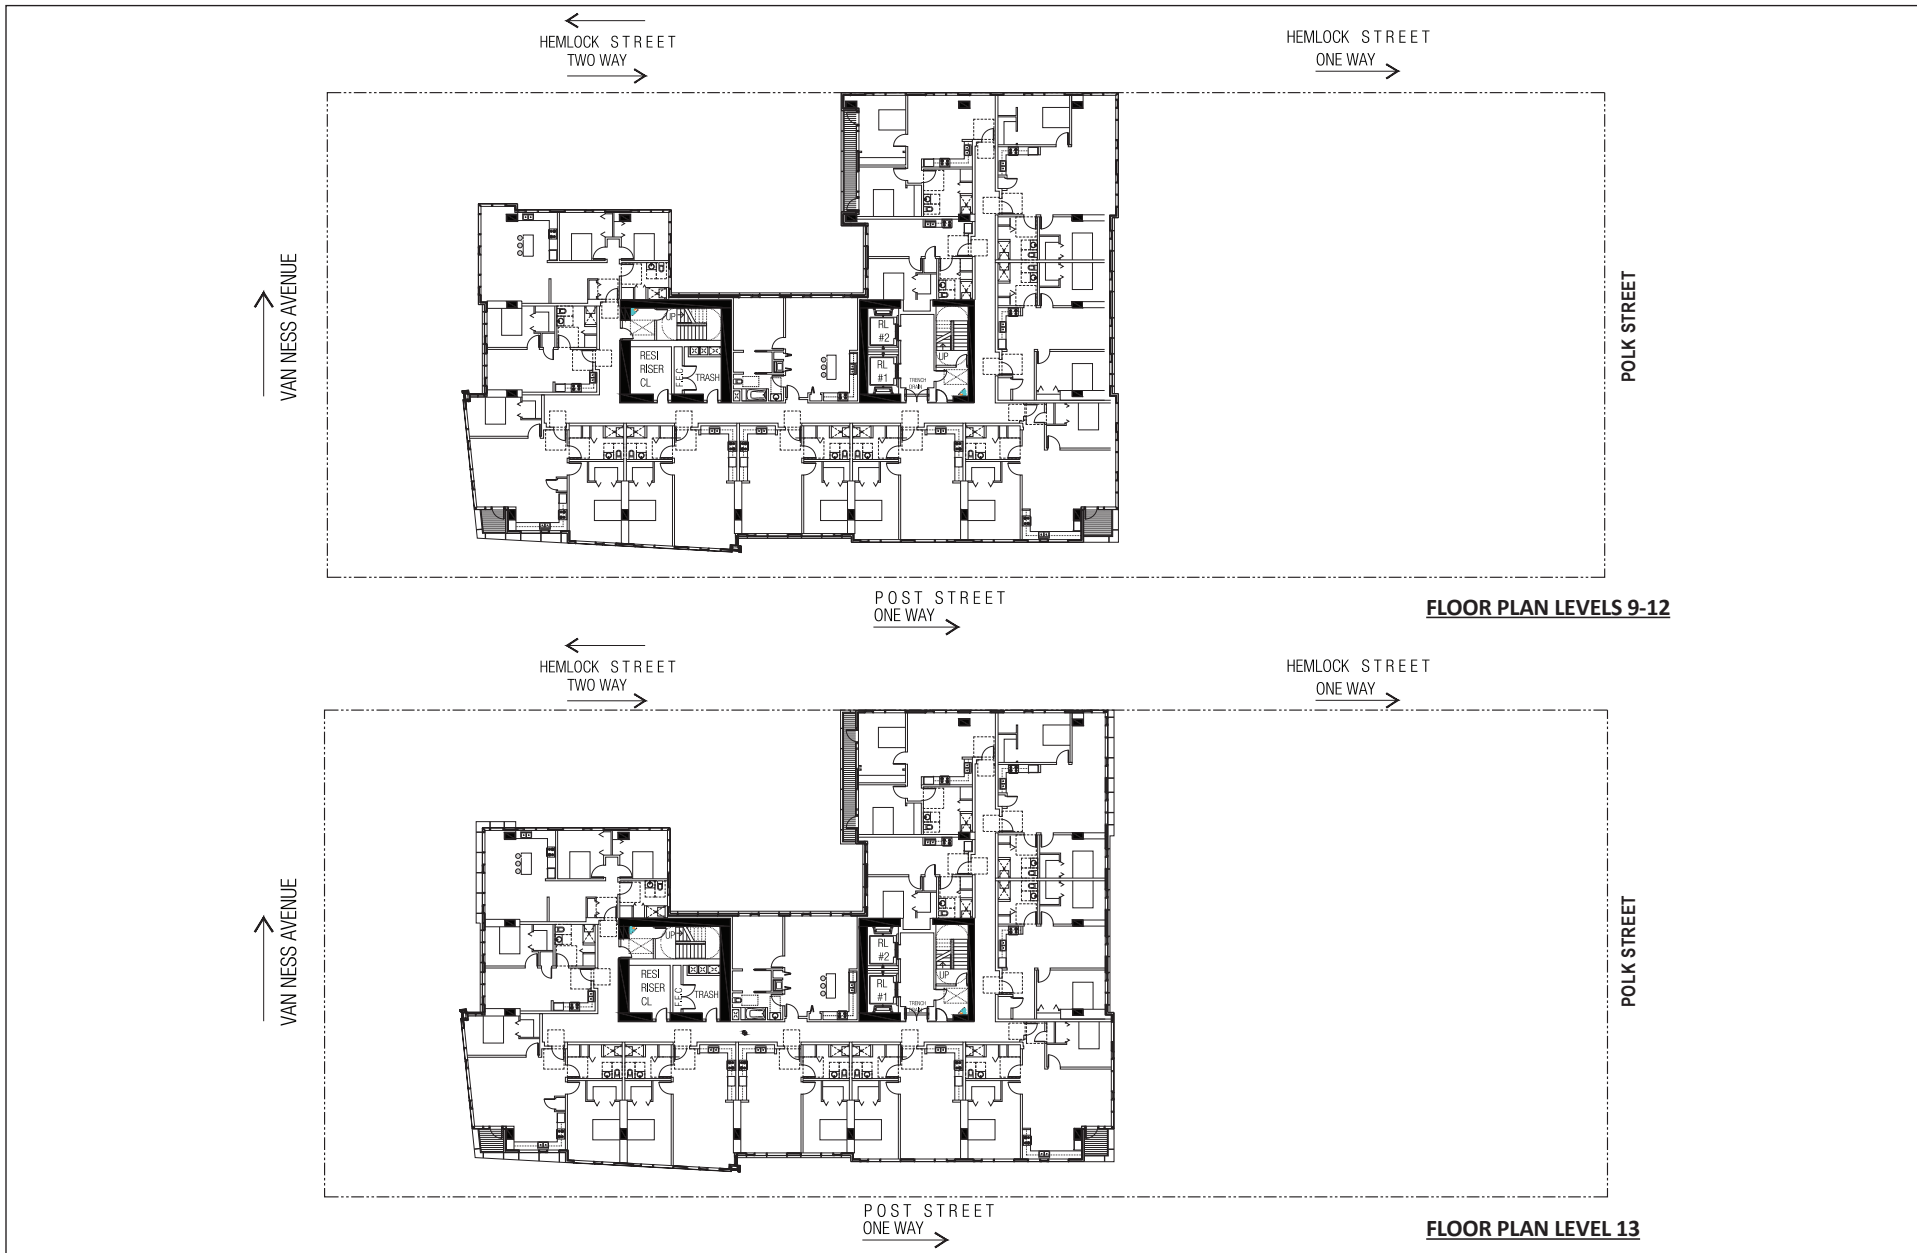 HEMLOCK STREET
TWO WAY
HEMLOCK STREET
ONE WAY
VAN NESS AVENUE
POLK STREET
UP
RESI
RISER
CL
F.E.C
TRASH
RL
#2
RL
#1
TRENCH
DRAIN
UP
POST STREET
ONE WAY
FLOOR PLAN LEVELS 9-12
HEMLOCK STREET
TWO WAY
HEMLOCK STREET
ONE WAY
VAN NESS AVENUE
POLK STREET
UP
RESI
RISER
CL
F.E.C
TRASH
RL
#2
RL
#1
TRENCH
UP
POST STREET
ONE WAY
FLOOR PLAN LEVEL 13